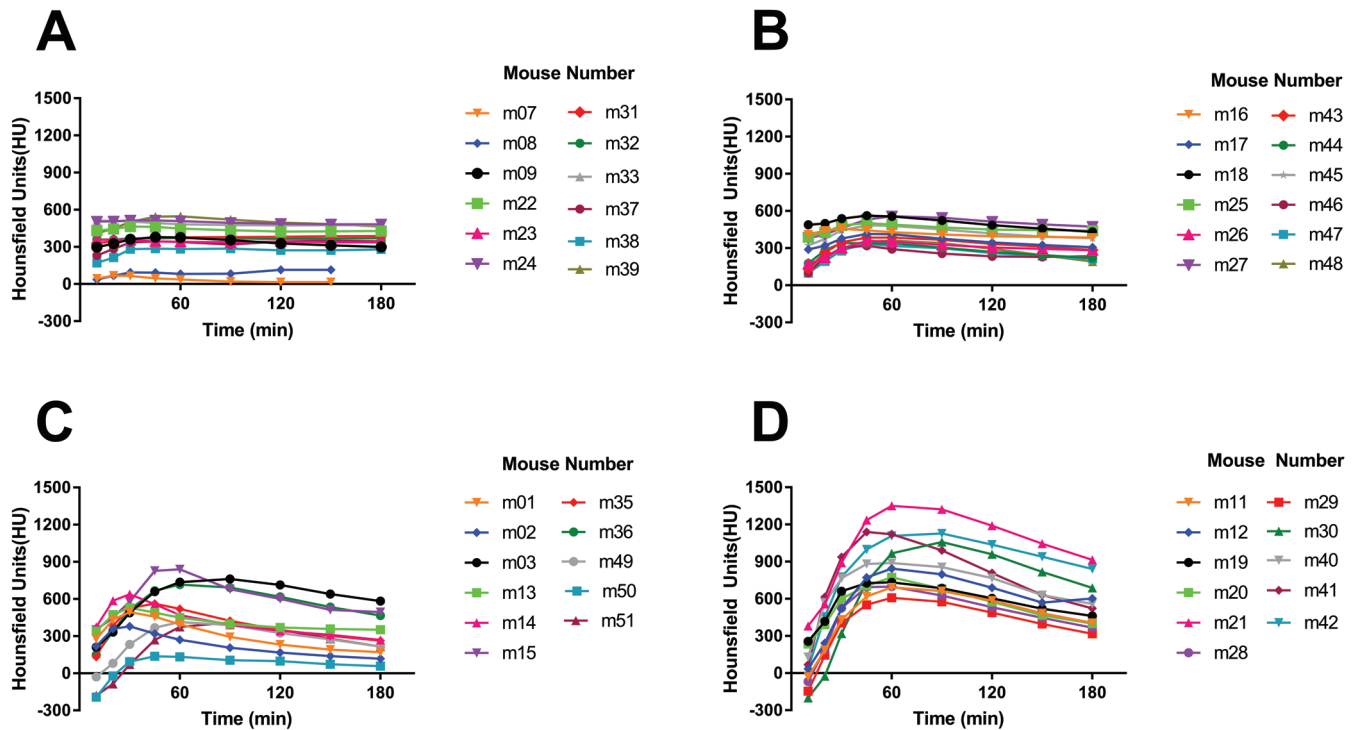 A
Mouse Number
m07
m08
m09
m22
m23
m24
m31
m32
m33
m37
m38
m39
Hounsfield Units(HU)
1500
1200
900
600
300
0
-300
60
120
180
Time (min)
B
Mouse Number
m16
m17
m18
m25
m26
m27
m43
m44
m45
m46
m47
m48
Hounsfield Units(HU)
1500
1200
900
600
300
0
-300
60
120
180
Time (min)
C
Mouse Number
m01
m02
m03
m13
m14
m15
m35
m36
m49
m50
m51
Hounsfield Units(HU)
1500
1200
900
600
300
0
-300
60
120
180
Time (min)
D
Mouse Number
m11
m12
m19
m20
m21
m28
m29
m30
m40
m41
m42
Hounsfield Units(HU)
1500
1200
900
600
300
0
-300
60
120
180
Time (min)